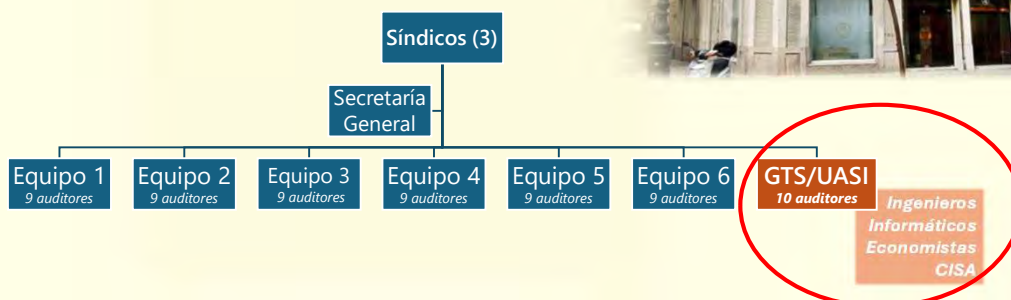 Síndicos (3)
Secretaría
General
Equipo 1
9 auditores
Equipo 2
9 auditores
Equipo 3
9 auditores
Equipo 4
9 auditores
Equipo 5
9 auditores
Equipo 6
9 auditores
GTS/UASI
10 auditores
Ingenieros
Informáticos
Economistas
CISA